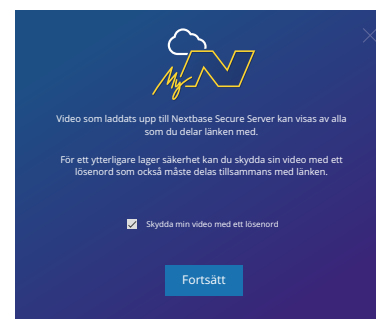 My N
Video som laddats upp till Nextbase Secure Server kan visas av alla
som du delar länken med.
För ett ytterligare lager säkerhet kan du skydda sin video med ett
lösenord som också måste delas tillsammans med länken.
Skydda min video med ett lösenord
Fortsätt